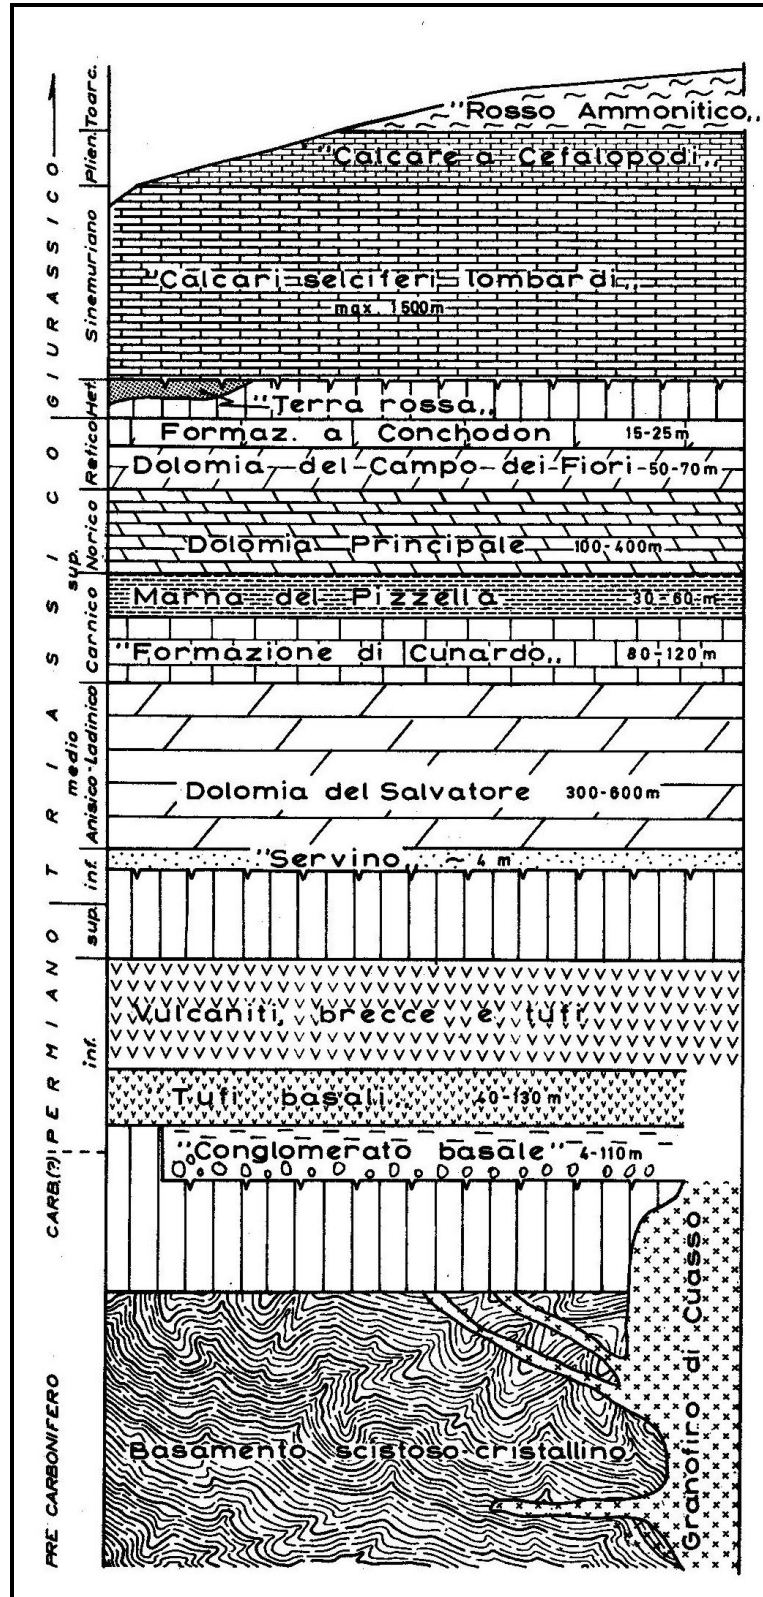 "Rosso Ammonitico„
"Calcare a Cefalopodi„
"Calcari selciferi lombardi„
max. 1500m
"Terra rossa„
Formaz. a Conchodon 15-25m
Dolomia del Campo dei Fiori 50-70m
Dolomia Principale 100-400m
Marna del Pizzella 30-60 m
"Formazione di Cunardo„ 80-120 m
Dolomia del Salvatore 300-600m
"Servino„ ~ 4 m
Vulcaniti, brecce e tufi
"Tufi basali„ 40-130 m
"Conglomerato basale" 4-110m
Granofiro di Cuasso
Basamento scistoso-cristallino
GIURASSICO
Toarc.
Plien.
Sinemuriano
Het.
TRIASSICO
sup.
Retico
Norico
Carnico
medio
Anisico-Ladinico
inf.
PERMIANO
sup.
inf.
CARB.(?)
PRE CARBONIFERO